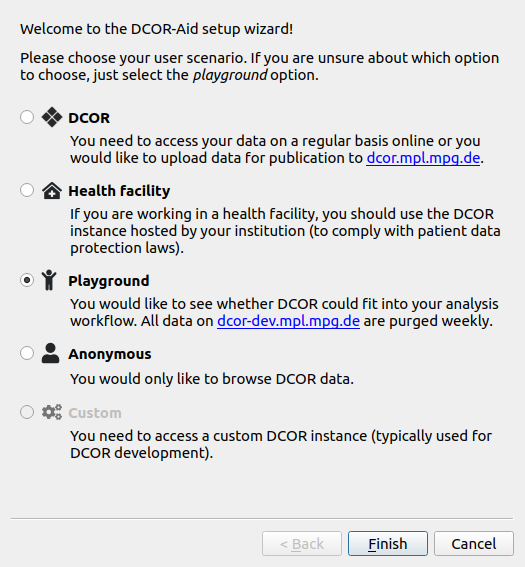 Welcome to the DCOR-Aid setup wizard!
Please choose your user scenario. If you are unsure about which option
to choose, just select the playground option.
DCOR
You need to access your data on a regular basis online or you
would like to upload data for publication to dcor.mpl.mpg.de.
Health facility
If you are working in a health facility, you should use the DCOR
instance hosted by your institution (to comply with patient data
protection laws).
Playground
You would like to see whether DCOR could fit into your analysis
workflow. All data on dcor-dev.mpl.mpg.de are purged weekly.
Anonymous
You would only like to browse DCOR data.
Custom
You need to access a custom DCOR instance (typically used for
DCOR development).
< Back
Finish
Cancel